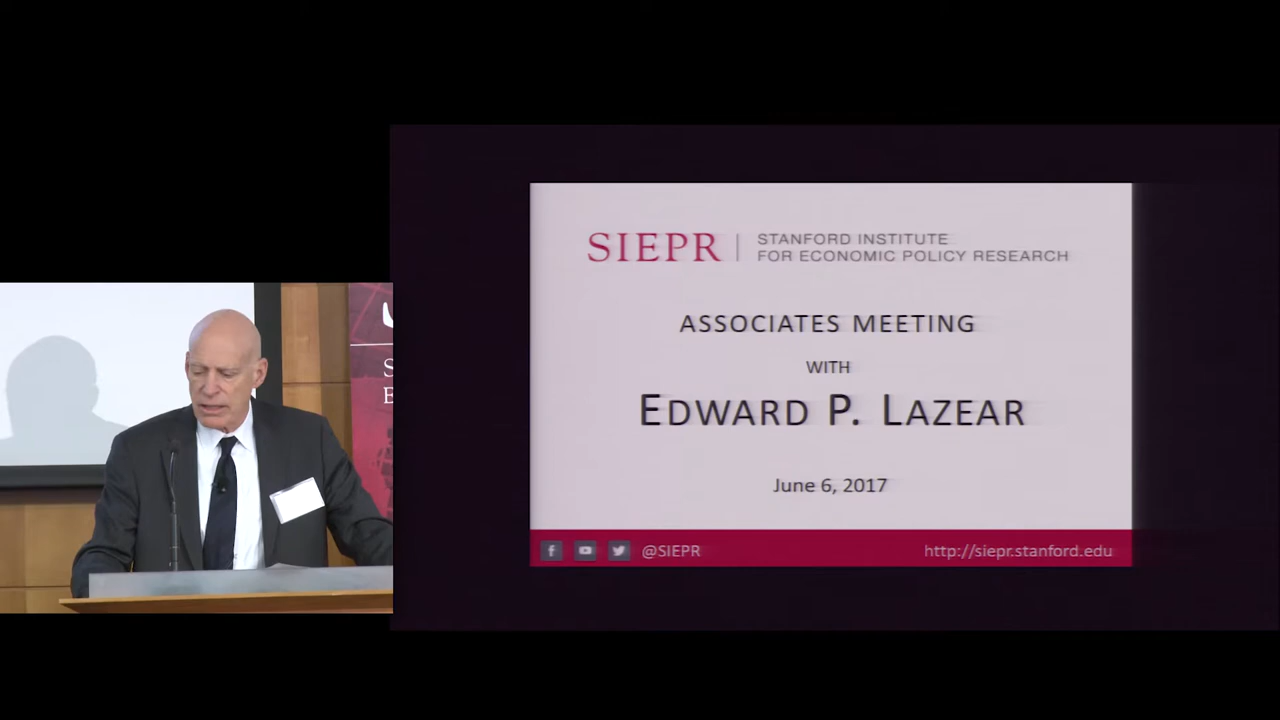 SIEPR
STANFORD INSTITUTE
FOR ECONOMIC POLICY RESEARCH
ASSOCIATES MEETING
WITH
EDWARD P. LAZEAR
June 6, 2017
@SIEPR
http://siepr.stanford.edu
S
E